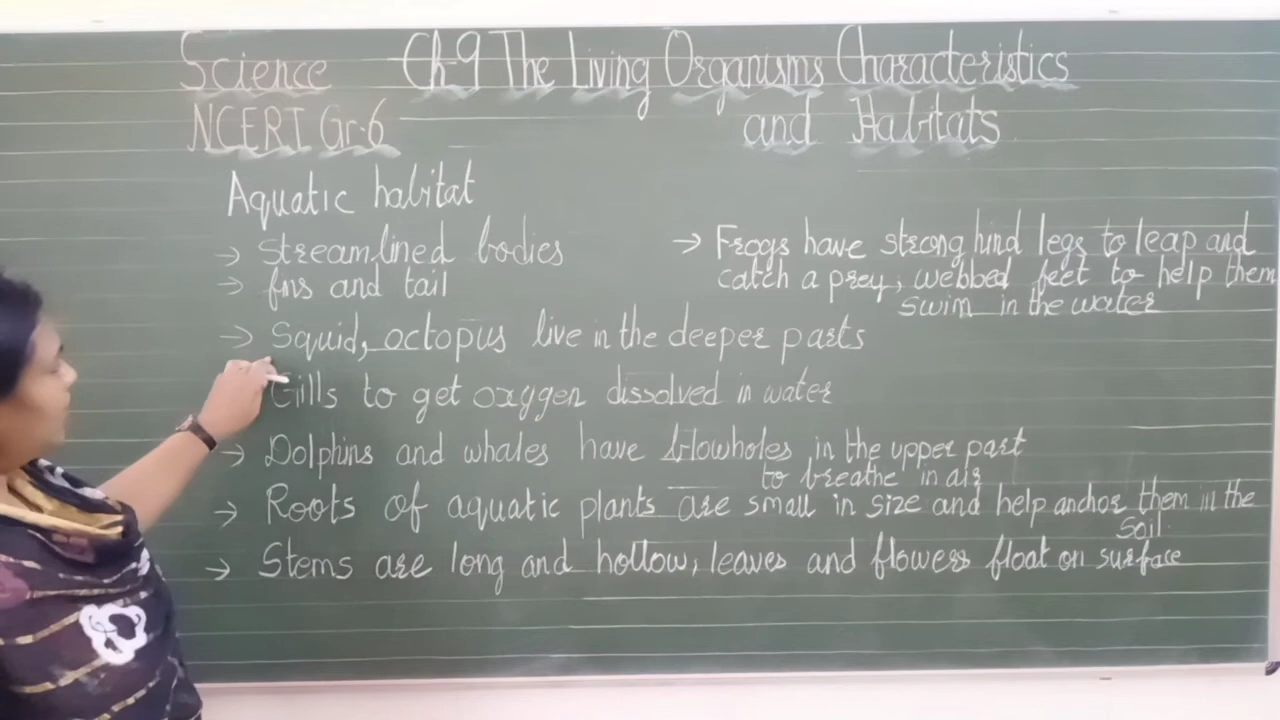 Science Ch-9 The Living Organisms Characteristics
NCERT Gr.6 and Habitats
Aquatic habitat
→ Streamlined bodies
→ fins and tail
→ Squid, octopus live in the deeper parts
Gills to get oxygen dissolved in water
→ Dolphins and whales have blowholes in the upper part
to breathe in air
→ Roots of aquatic plants are small in size and help anchor them in the
soil.
→ Stems are long and hollow, leaves and flowers float on surface
→ Frogs have strong hind legs to leap and
catch a prey, webbed feet to help them
swim in the water